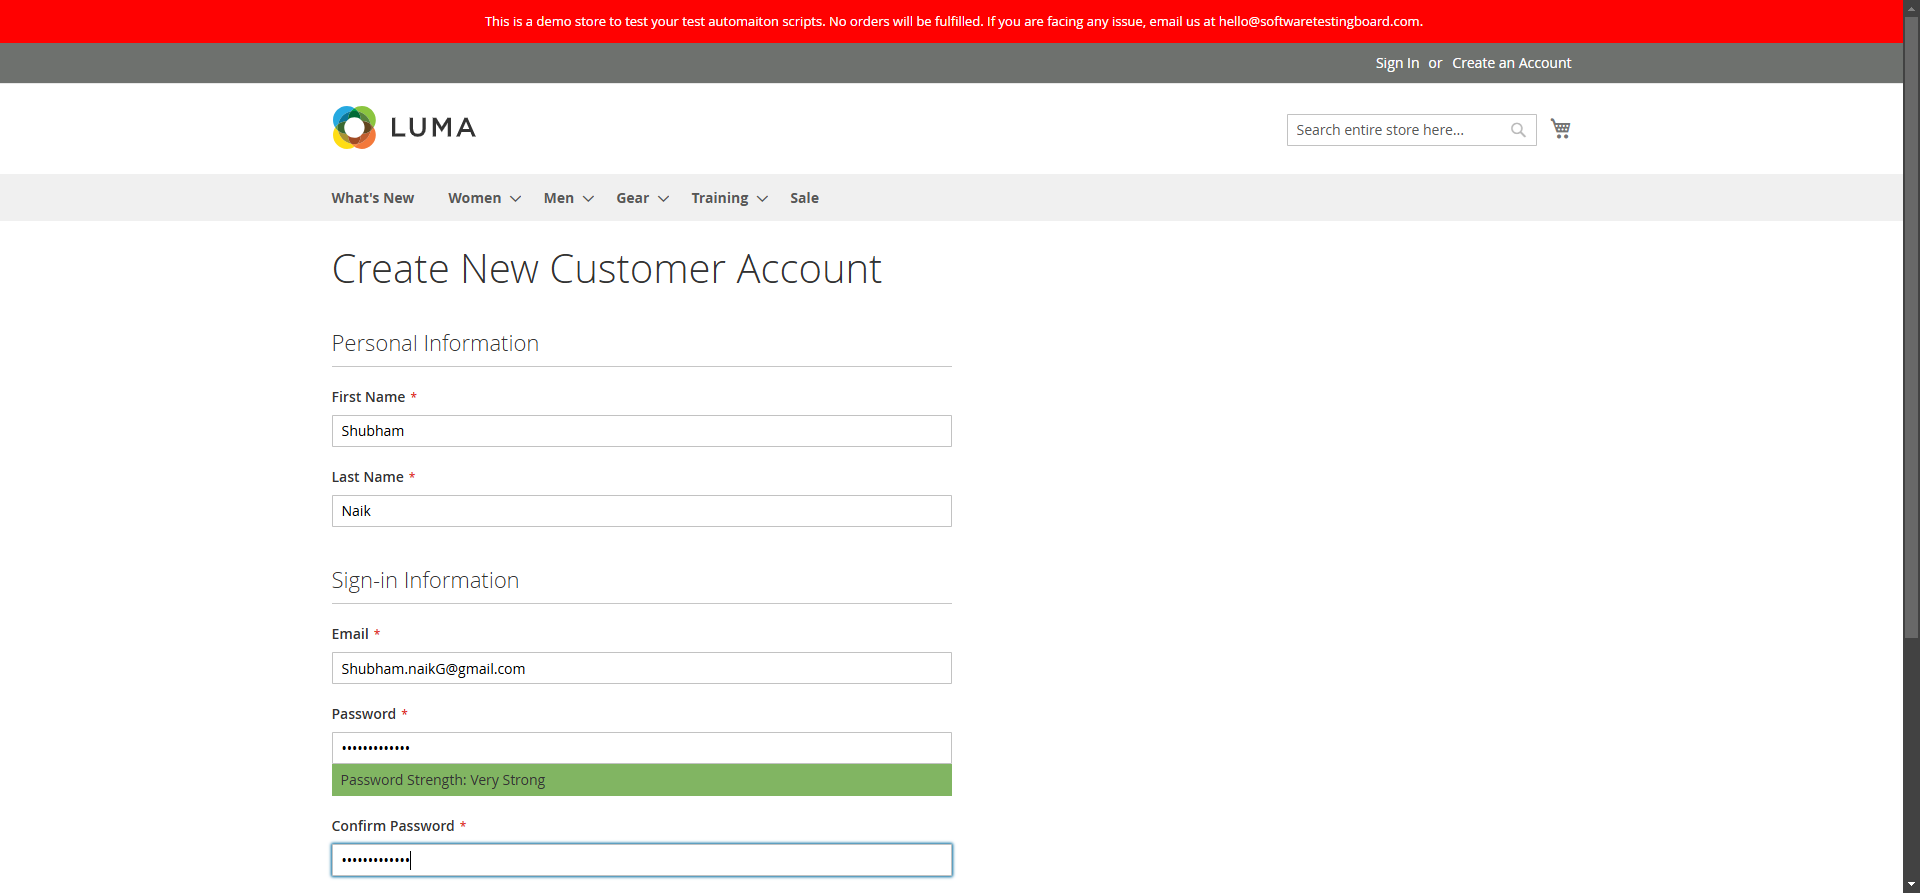 This is a demo store to test your test automaiton scripts. No orders will be fulfilled. If you are facing any issue, email us at hello@softwaretestingboard.com.
Sign In or Create an Account
LUMA
Search entire store here...
What's New Women Men Gear Training Sale
Create New Customer Account
Personal Information
First Name *
Shubham
Last Name *
Naik
Sign-in Information
Email *
Shubham.naikG@gmail.com
Password *
•••••••••••••
Password Strength: Very Strong
Confirm Password *
•••••••••••••